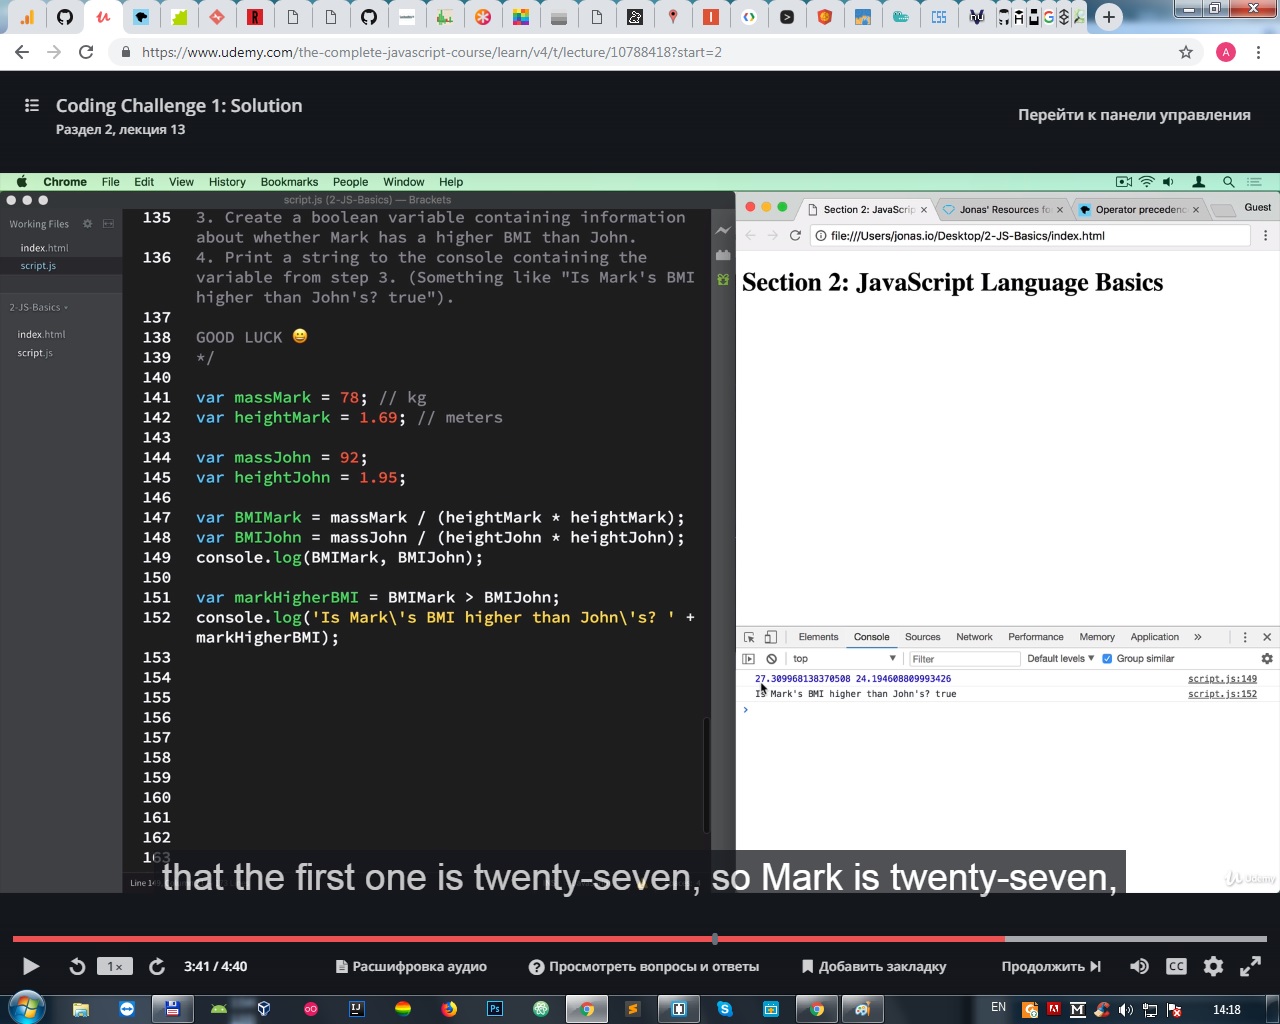 https://www.udemy.com/the-complete-javascript-course/learn/v4/t/lecture/10788418?start=2
A
Coding Challenge 1: Solution
Раздел 2, лекция 13
Перейти к панели управления
Chrome File Edit View History Bookmarks People Window Help
script.js (2-JS-Basics) — Brackets
Working Files
index.html
script.js
2-JS-Basics
index.html
script.js
135 3. Create a boolean variable containing information
about whether Mark has a higher BMI than John.
136 4. Print a string to the console containing the
variable from step 3. (Something like "Is Mark's BMI
higher than John's? true").
137
138 GOOD LUCK 😀
139 */
140
141 var massMark = 78; // kg
142 var heightMark = 1.69; // meters
143
144 var massJohn = 92;
145 var heightJohn = 1.95;
146
147 var BMIMark = massMark / (heightMark * heightMark);
148 var BMIJohn = massJohn / (heightJohn * heightJohn);
149 console.log(BMIMark, BMIJohn);
150
151 var markHigherBMI = BMIMark > BMIJohn;
152 console.log('Is Mark\'s BMI higher than John\'s? ' +
markHigherBMI);
153
154
155
156
157
158
159
160
161
162
163
Section 2: JavaScrip Jonas' Resources fo Operator precedenc Guest
file:///Users/jonas.io/Desktop/2-JS-Basics/index.html
Section 2: JavaScript Language Basics
Elements Console Sources Network Performance Memory Application »
top Filter Default levels Group similar
27.309968138370508 24.194608809993426 script.js:149
Is Mark's BMI higher than John's? true script.js:152
that the first one is twenty-seven, so Mark is twenty-seven,
Udemy
1x 3:41 / 4:40 Расшифровка аудио Просмотреть вопросы и ответы Добавить закладку Продолжить CC
EN 14:18